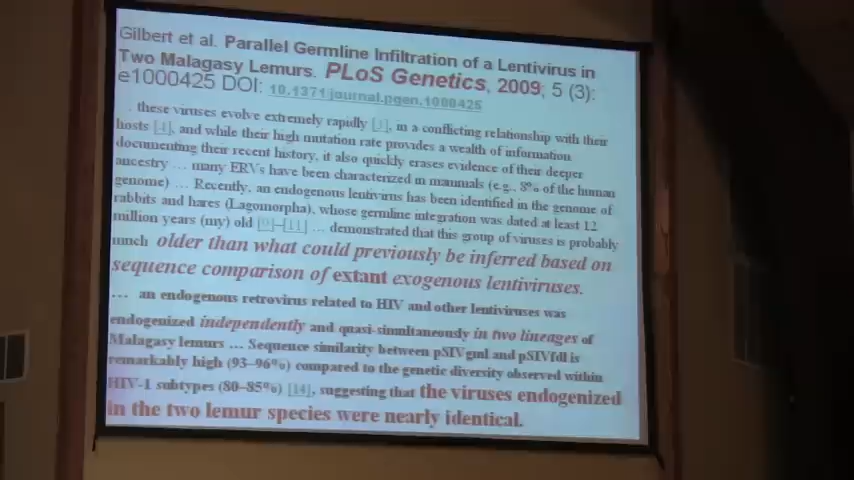 Gilbert et al. Parallel Germline Infiltration of a Lentivirus in
Two Malagasy Lemurs. PLoS Genetics, 2009; 5 (3):
e1000425 DOI: 10.1371/journal.pgen.1000425
... these viruses evolve extremely rapidly [3], in a conflicting relationship with their
hosts [4], and while their high mutation rate provides a wealth of information
documenting their recent history, it also quickly erases evidence of their deeper
ancestry ... many ERVs have been characterized in mammals (e.g., 8% of the human
genome) ... Recently, an endogenous lentivirus has been identified in the genome of
rabbits and hares (Lagomorpha), whose germline integration was dated at least 12
million years (my) old [9]–[11] ... demonstrated that this group of viruses is probably
much older than what could previously be inferred based on
sequence comparison of extant exogenous lentiviruses.
... an endogenous retrovirus related to HIV and other lentiviruses was
endogenized independently and quasi-simultaneously in two lineages of
Malagasy lemurs ... Sequence similarity between pSIVgml and pSIVfdl is
remarkably high (93–96%) compared to the genetic diversity observed within
HIV-1 subtypes (80–85%) [14], suggesting that the viruses endogenized
in the two lemur species were nearly identical.